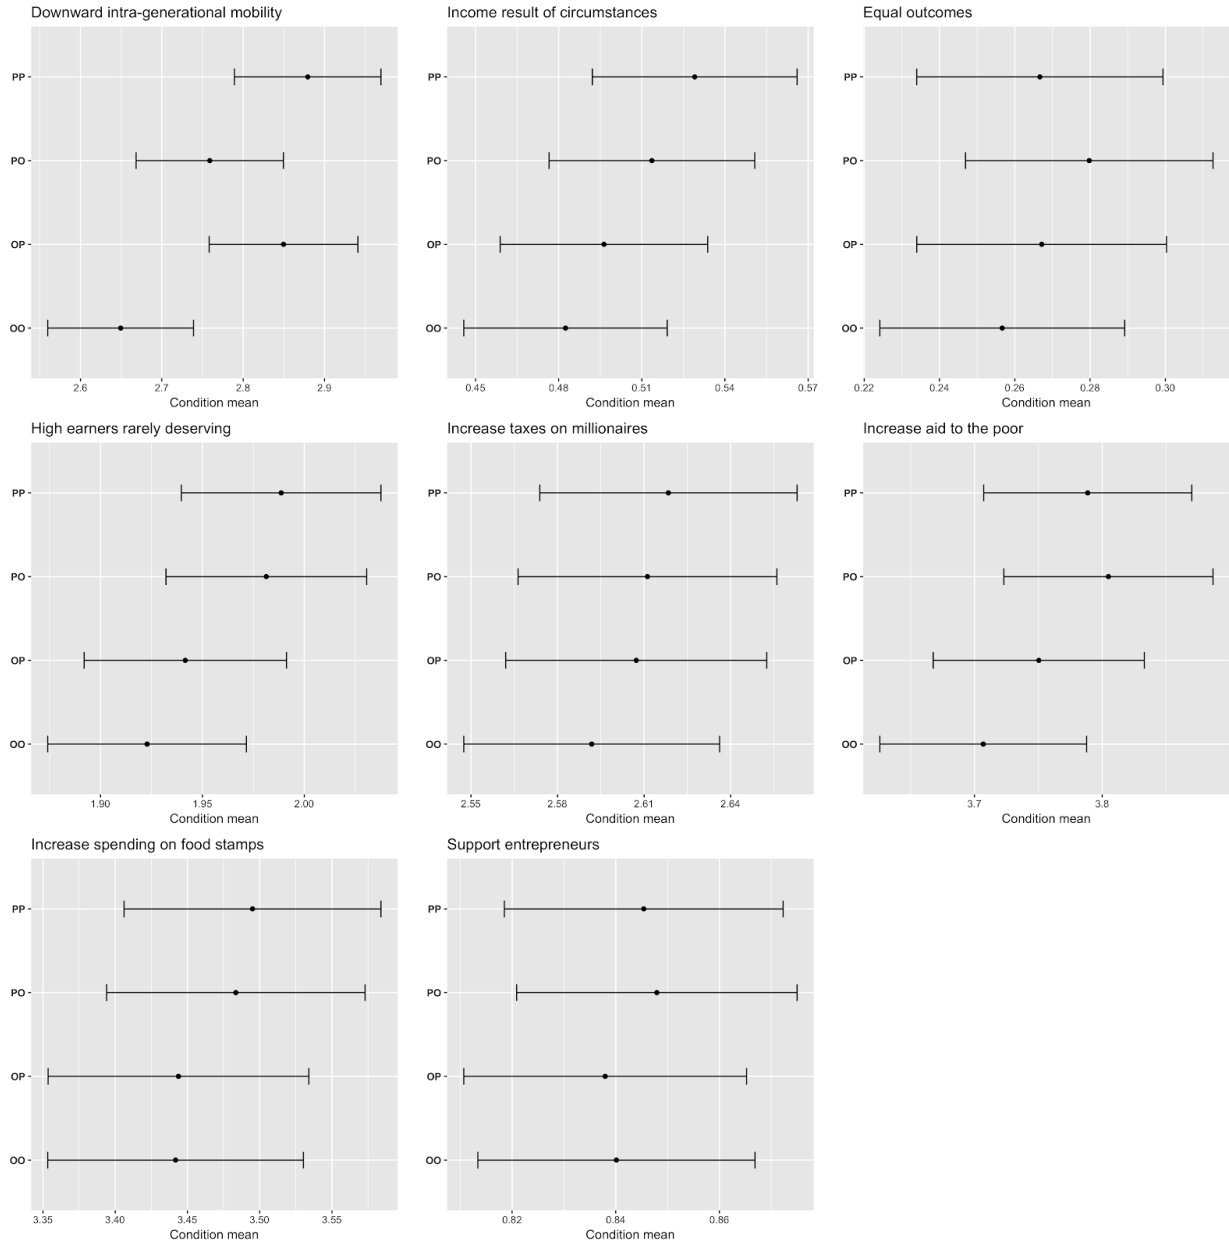 Downward intra-generational mobility
PP
PO
OP
OO
2.6 2.7 2.8 2.9
Condition mean
Income result of circumstances
PP
PO
OP
OO
0.45 0.48 0.51 0.54 0.57
Condition mean
Equal outcomes
PP
PO
OP
OO
0.22 0.24 0.26 0.28 0.30
Condition mean
High earners rarely deserving
PP
PO
OP
OO
1.90 1.95 2.00
Condition mean
Increase taxes on millionaires
PP
PO
OP
OO
2.55 2.58 2.61 2.64
Condition mean
Increase aid to the poor
PP
PO
OP
OO
3.7 3.8
Condition mean
Increase spending on food stamps
PP
PO
OP
OO
3.35 3.40 3.45 3.50 3.55
Condition mean
Support entrepreneurs
PP
PO
OP
OO
0.82 0.84 0.86
Condition mean